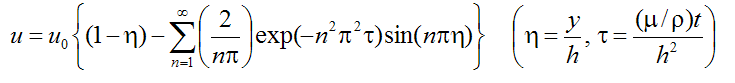 u = u₀{(1−η) − ∑_{n=1}^{∞} (2/(nπ)) exp(−n²π²τ)sin(nπη)}   (η = y/h, τ = (μ/ρ)t/h²)